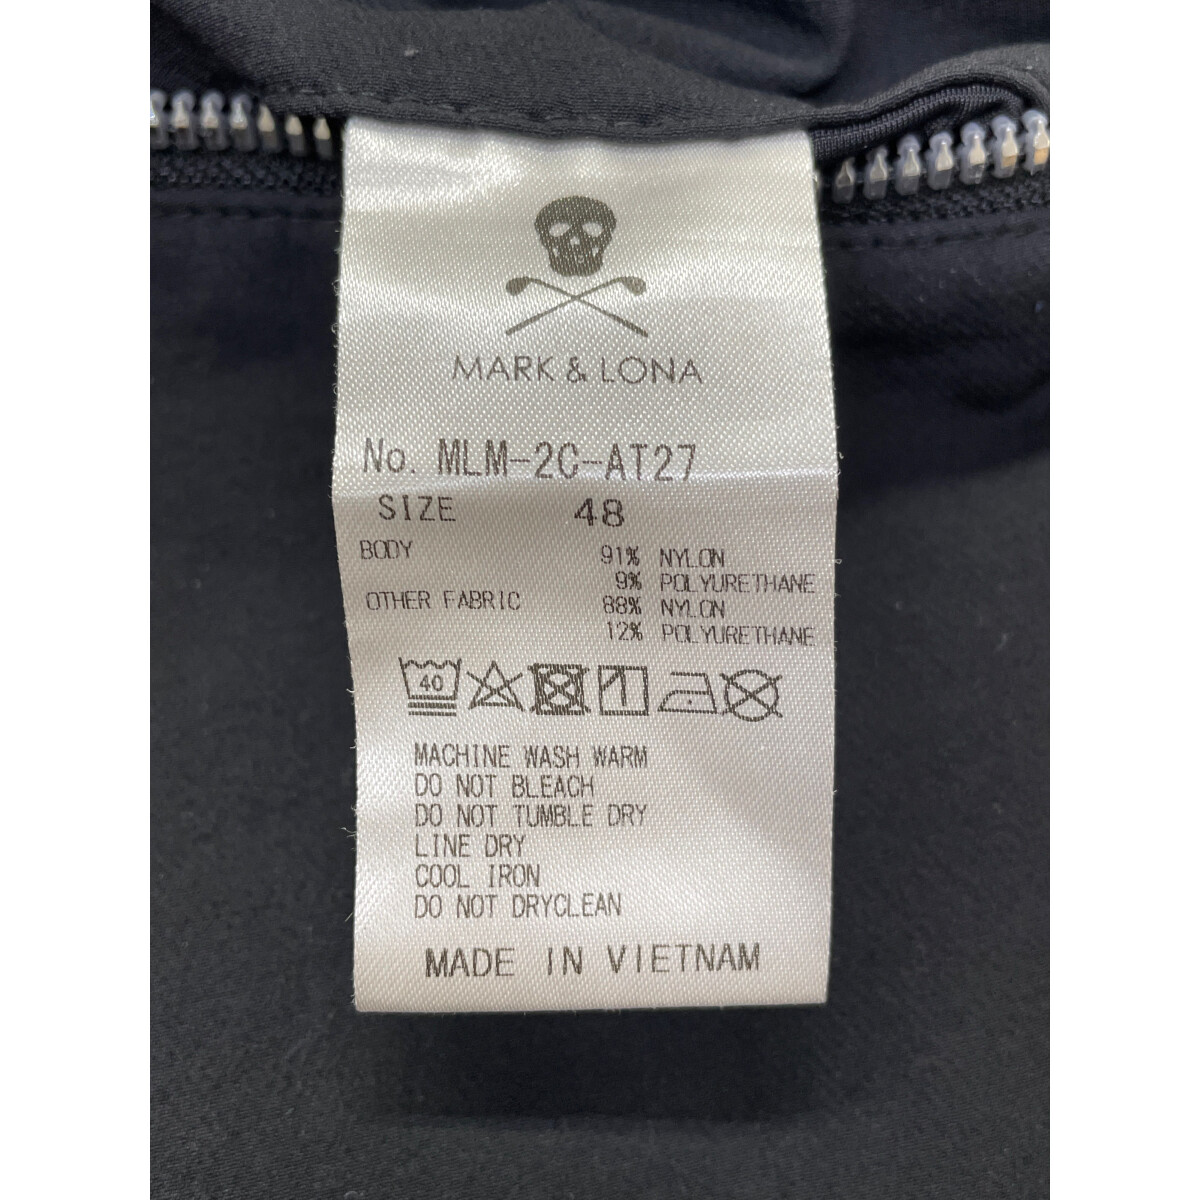 MARK & LONA
No. MLM-2C-AT27
SIZE 48
BODY 91% NYLON
9% POLYURETHANE
OTHER FABRIC 88% NYLON
12% POLYURETHANE
40
MACHINE WASH WARM
DO NOT BLEACH
DO NOT TUMBLE DRY
LINE DRY
COOL IRON
DO NOT DRYCLEAN
MADE IN VIETNAM